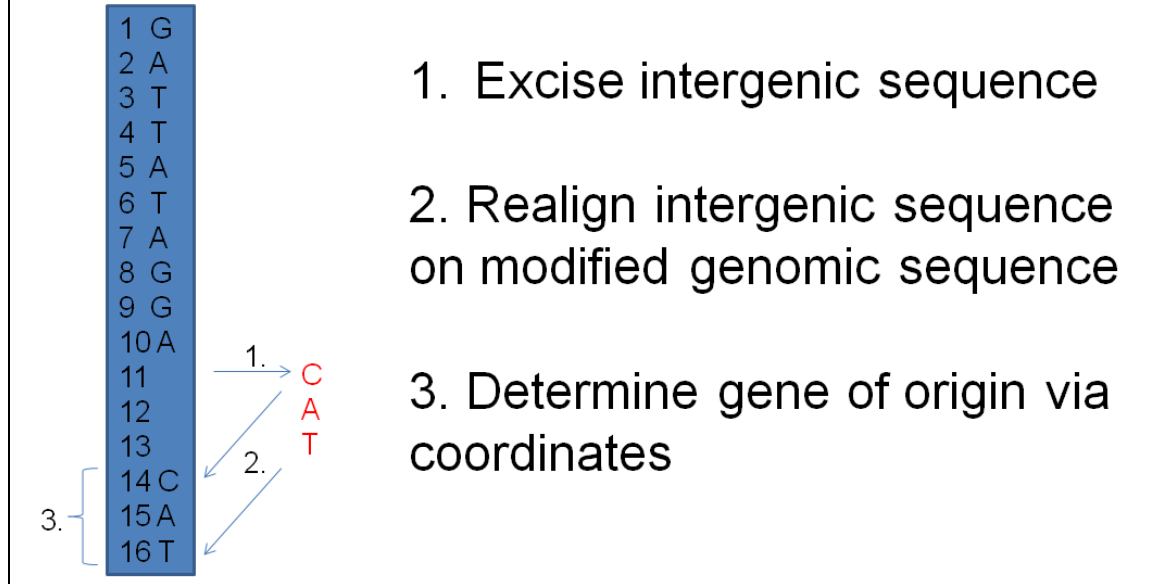 1 G
2 A
3 T
4 T
5 A
6 T
7 A
8 G
9 G
10 A
11
12
13
14 C
15 A
16 T
1.
C
A
T
2.
3.
1. Excise intergenic sequence
2. Realign intergenic sequence
on modified genomic sequence
3. Determine gene of origin via
coordinates